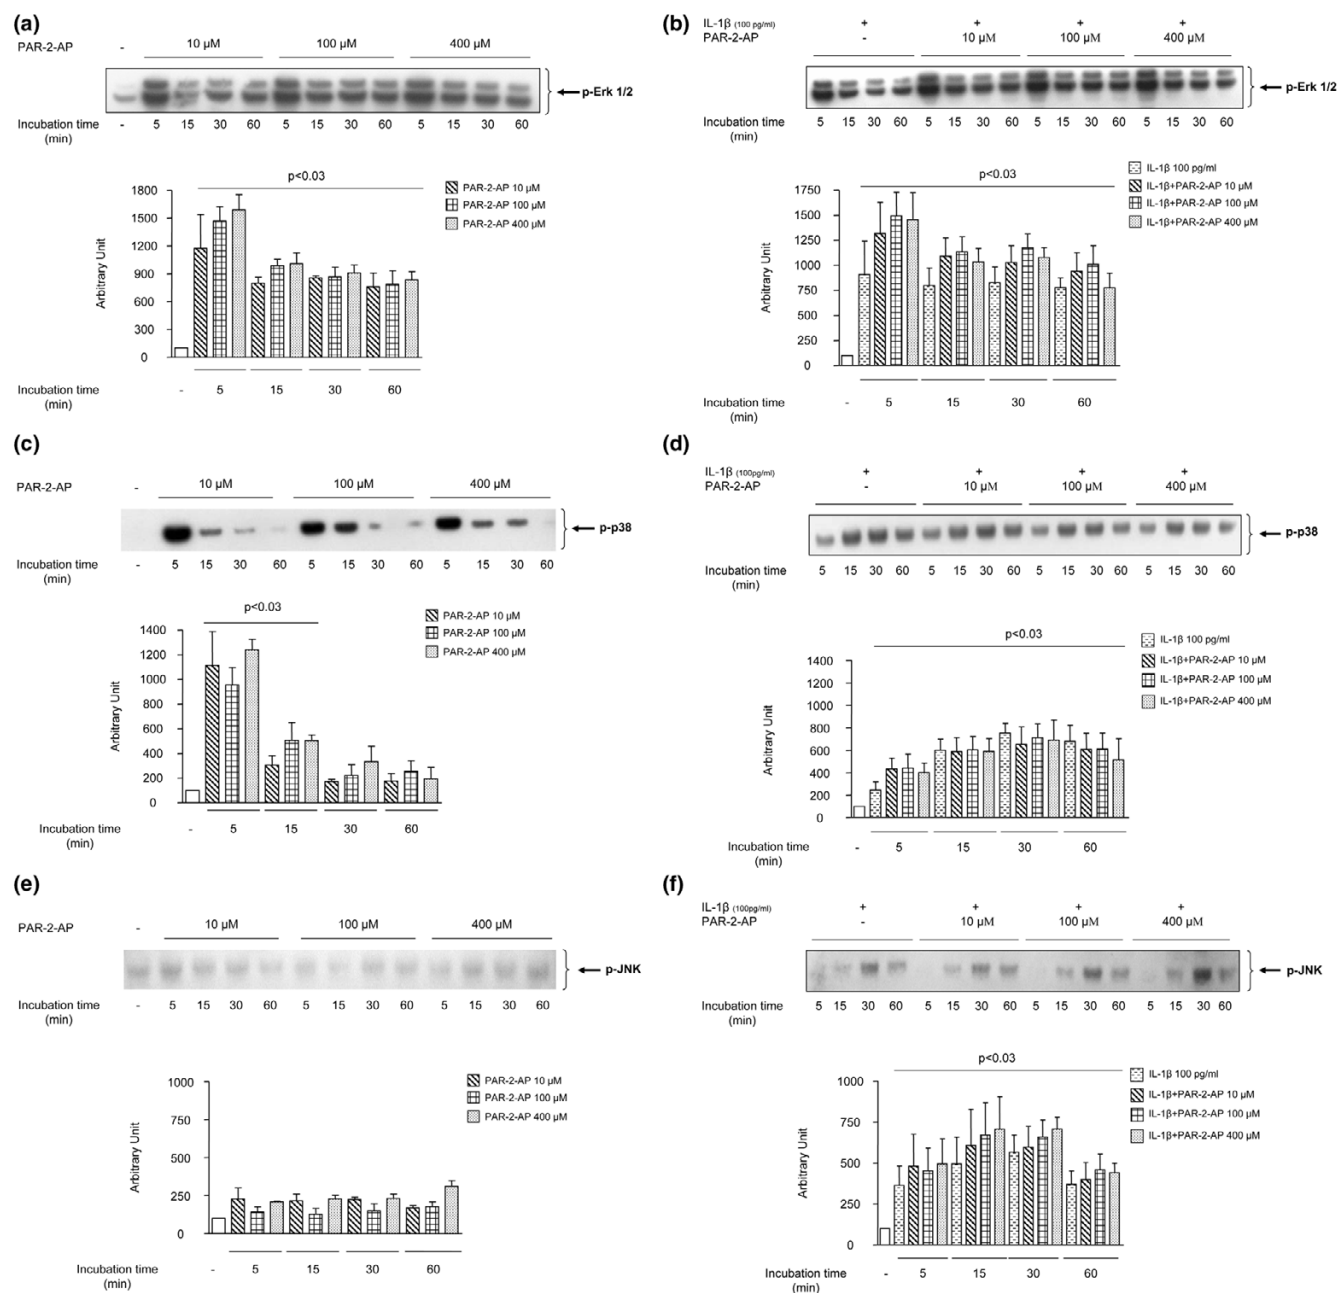 (a)
PAR-2-AP - 10 µM 100 µM 400 µM
p-Erk 1/2
Incubation time - 5 15 30 60 5 15 30 60 5 15 30 60
(min)
p<0.03
PAR-2-AP 10 µM
PAR-2-AP 100 µM
PAR-2-AP 400 µM
Arbitrary Unit
1800
1500
1200
900
600
300
0
Incubation time - 5 15 30 60
(min)
(b)
IL-1β (100 pg/ml) + + + +
PAR-2-AP - 10 µM 100 µM 400 µM
p-Erk 1/2
Incubation time 5 15 30 60 5 15 30 60 5 15 30 60 5 15 30 60
(min)
p<0.03
IL-1β 100 pg/ml
IL-1β+PAR-2-AP 10 µM
IL-1β+PAR-2-AP 100 µM
IL-1β+PAR-2-AP 400 µM
Arbitrary Unit
1750
1500
1250
1000
750
500
250
0
Incubation time - 5 15 30 60
(min)
(c)
PAR-2-AP - 10 µM 100 µM 400 µM
p-p38
Incubation time - 5 15 30 60 5 15 30 60 5 15 30 60
(min)
p<0.03
PAR-2-AP 10 µM
PAR-2-AP 100 µM
PAR-2-AP 400 µM
Arbitrary Unit
1400
1200
1000
800
600
400
200
0
Incubation time - 5 15 30 60
(min)
(d)
IL-1β (100pg/ml) + + + +
PAR-2-AP - 10 µM 100 µM 400 µM
p-p38
Incubation time 5 15 30 60 5 15 30 60 5 15 30 60 5 15 30 60
(min)
p<0.03
IL-1β 100 pg/ml
IL-1β+PAR-2-AP 10 µM
IL-1β+PAR-2-AP 100 µM
IL-1β+PAR-2-AP 400 µM
Arbitrary Unit
1400
1200
1000
800
600
400
200
0
Incubation time - 5 15 30 60
(min)
(e)
PAR-2-AP - 10 µM 100 µM 400 µM
p-JNK
Incubation time - 5 15 30 60 5 15 30 60 5 15 30 60
(min)
PAR-2-AP 10 µM
PAR-2-AP 100 µM
PAR-2-AP 400 µM
Arbitrary Unit
1000
750
500
250
0
Incubation time - 5 15 30 60
(min)
(f)
IL-1β (100pg/ml) + + + +
PAR-2-AP - 10 µM 100 µM 400 µM
p-JNK
Incubation time 5 15 30 60 5 15 30 60 5 15 30 60 5 15 30 60
(min)
p<0.03
IL-1β 100 pg/ml
IL-1β+PAR-2-AP 10 µM
IL-1β+PAR-2-AP 100 µM
IL-1β+PAR-2-AP 400 µM
Arbitrary Unit
1000
750
500
250
0
Incubation time - 5 15 30 60
(min)